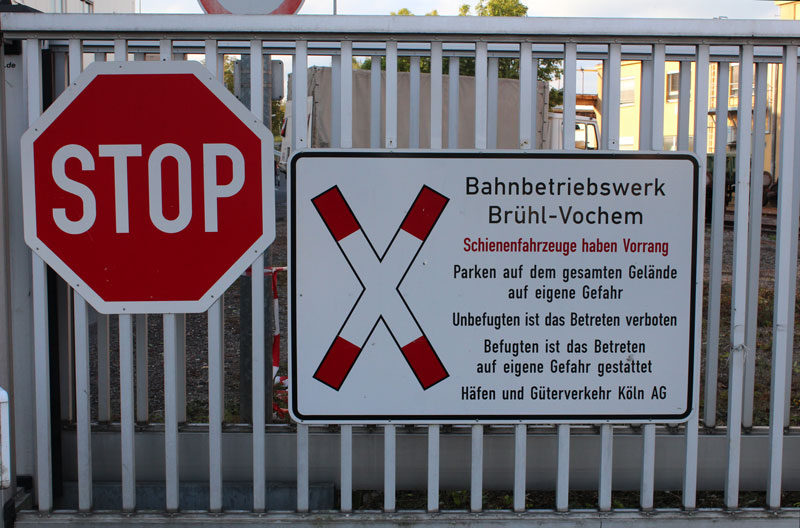 .de
STOP
Bahnbetriebswerk
Brühl-Vochem
Schienenfahrzeuge haben Vorrang
Parken auf dem gesamten Gelände
auf eigene Gefahr
Unbefugten ist das Betreten verboten
Befugten ist das Betreten
auf eigene Gefahr gestattet
Häfen und Güterverkehr Köln AG